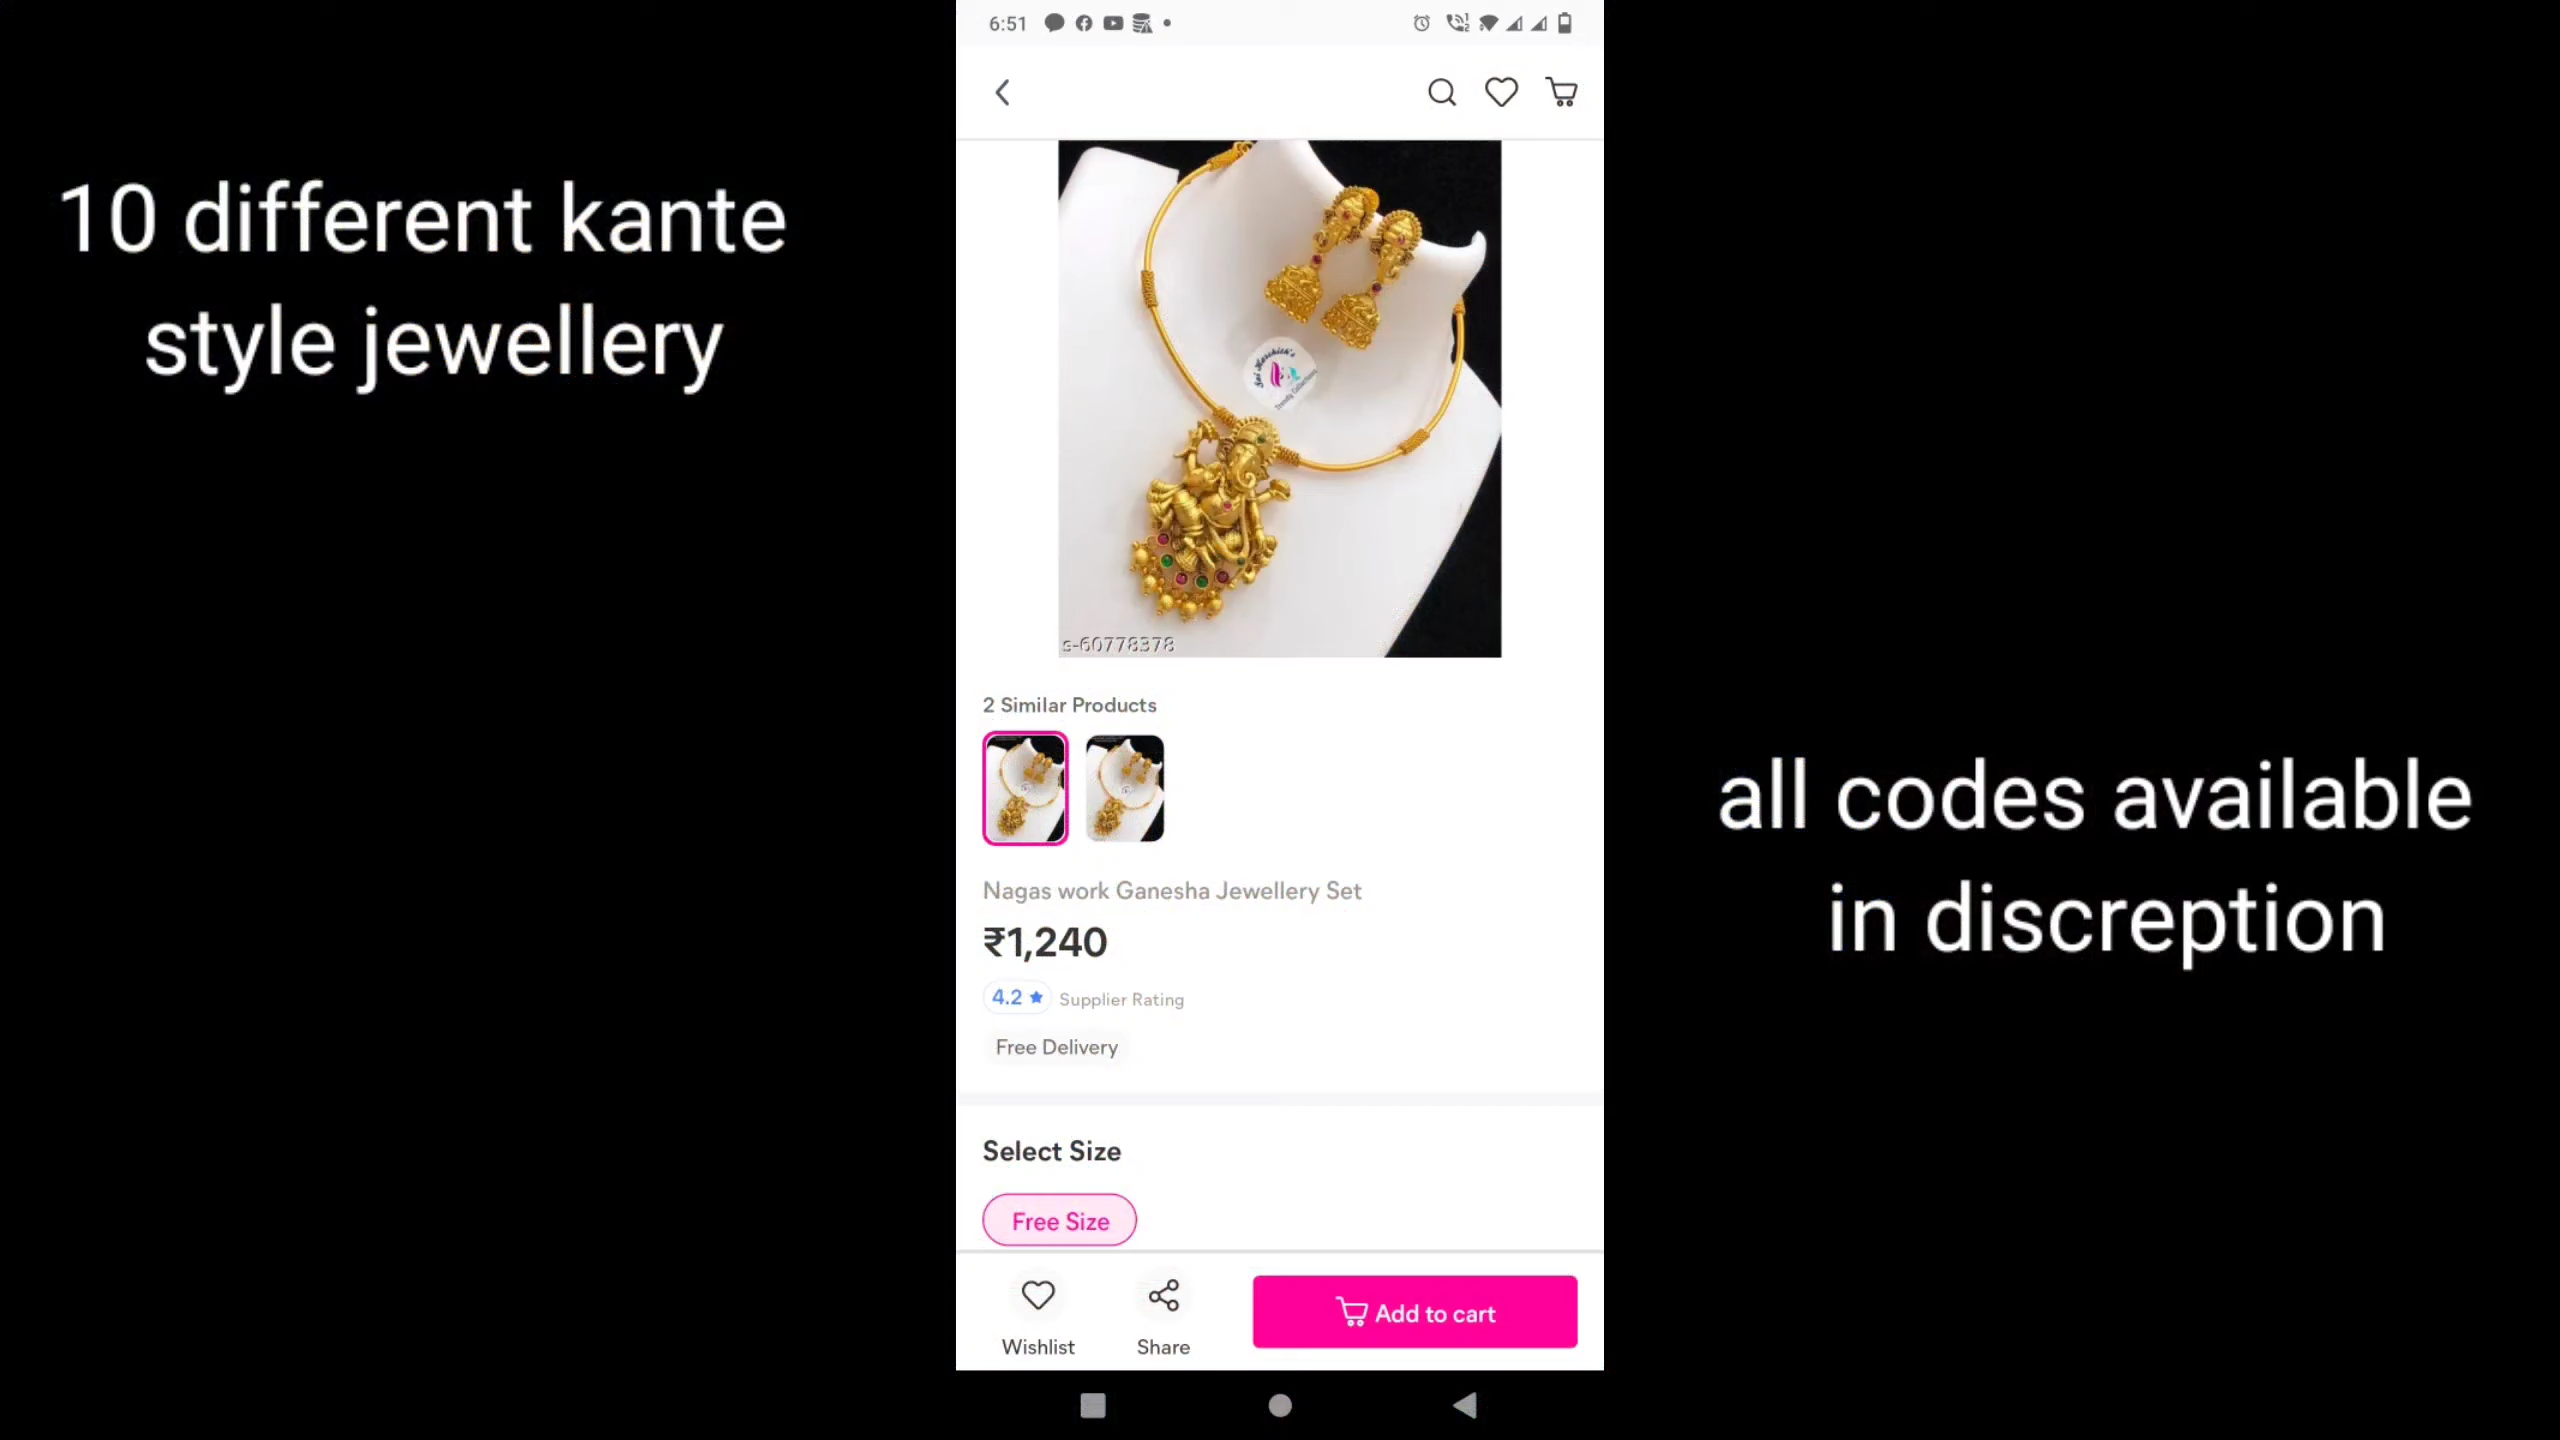 10 different kante
style jewellery
6:51
s-60778378
2 Similar Products
Nagas work Ganesha Jewellery Set
₹1,240
4.2 Supplier Rating
Free Delivery
Select Size
Free Size
Wishlist
Share
Add to cart
all codes available
in discreption